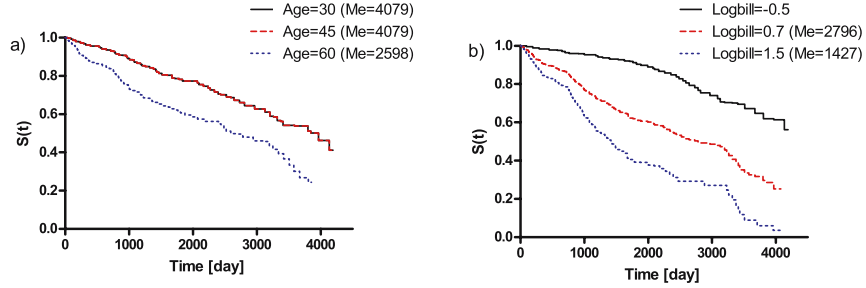 a)
Age=30 (Me=4079)
Age=45 (Me=4079)
Age=60 (Me=2598)
S(t)
1.0
0.8
0.6
0.4
0.2
0.0
0 1000 2000 3000 4000
Time [day]
b)
Logbill=-0.5
Logbill=0.7 (Me=2796)
Logbill=1.5 (Me=1427)
S(t)
1.0
0.8
0.6
0.4
0.2
0.0
0 1000 2000 3000 4000
Time [day]